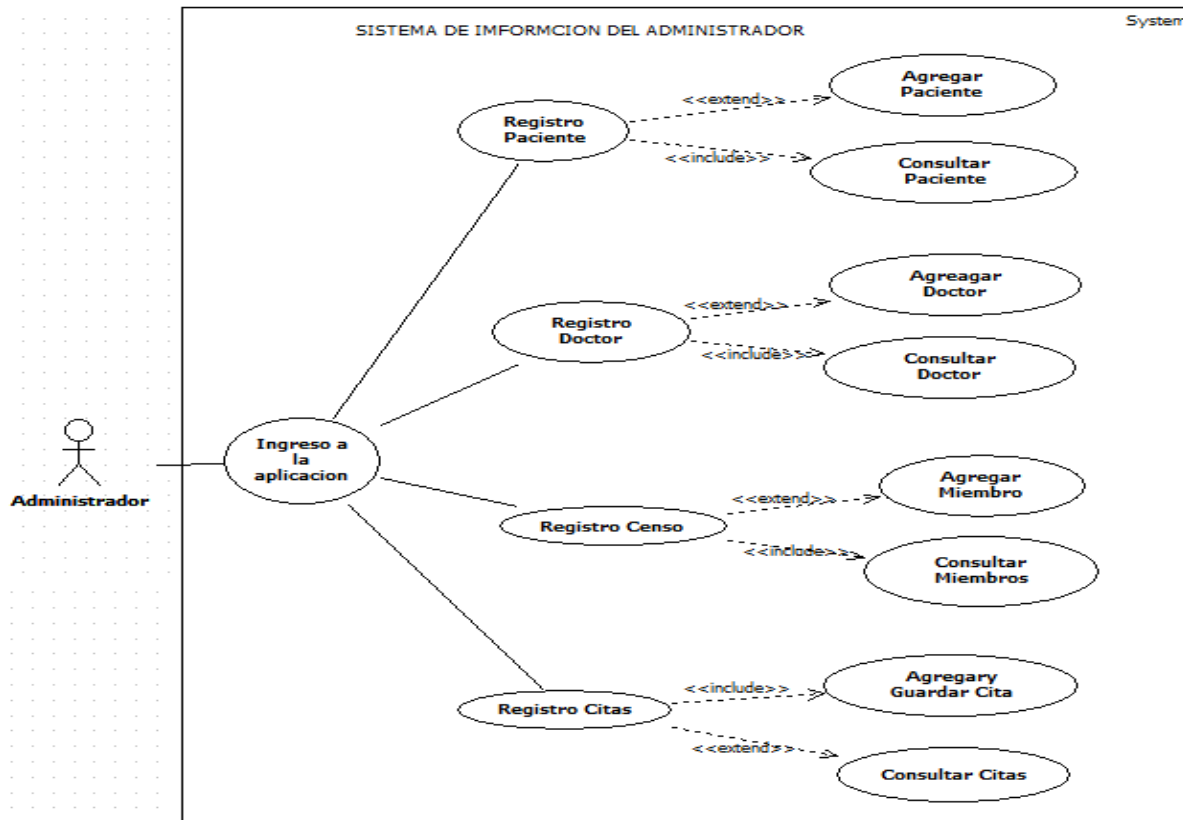 System
SISTEMA DE IMFORMCION DEL ADMINISTRADOR
Agregar
Paciente
<<extend>>
Registro
Paciente
<<include>>
Consultar
Paciente
Agreagar
Doctor
<<extend>>
Registro
Doctor
<<include>>
Consultar
Doctor
Ingreso a
la
aplicacion
Administrador
Agregar
Miembro
<<extend>>
Registro Censo
<<include>>
Consultar
Miembros
Agregary
Guardar Cita
<<include>>
Registro Citas
<<extend>>
Consultar Citas